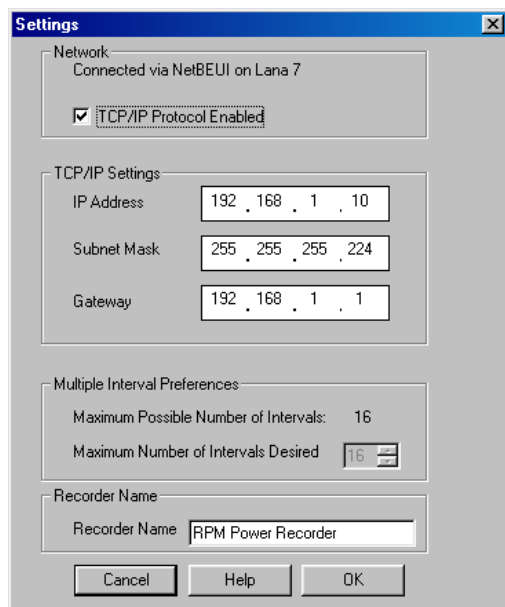 Settings
Network
Connected via NetBEUI on Lana 7
TCP/IP Protocol Enabled
TCP/IP Settings
IP Address 192 . 168 . 1 . 10
Subnet Mask 255 . 255 . 255 . 224
Gateway 192 . 168 . 1 . 1
Multiple Interval Preferences
Maximum Possible Number of Intervals: 16
Maximum Number of Intervals Desired 16
Recorder Name
Recorder Name RPM Power Recorder
Cancel Help OK